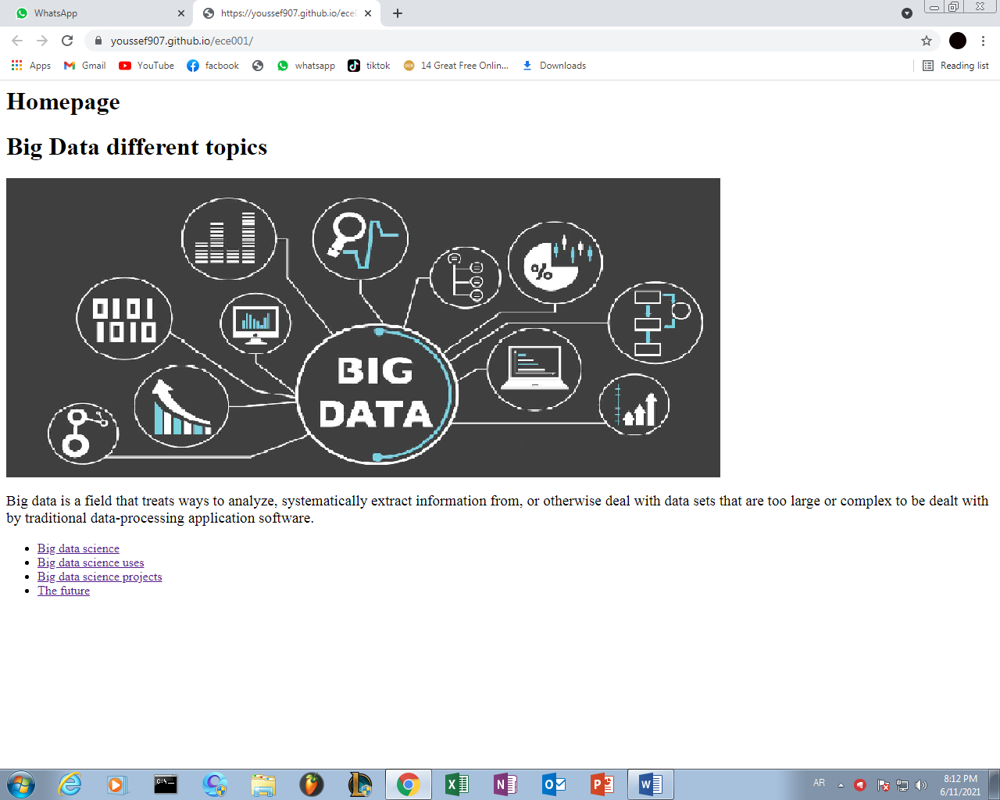 WhatsApp
https://youssef907.github.io/ece
youssef907.github.io/ece001/
Apps
Gmail
YouTube
facbook
whatsapp
tiktok
14 Great Free Onlin...
Downloads
Reading list
Homepage
Big Data different topics
0101
1010
%
BIG
DATA
Big data is a field that treats ways to analyze, systematically extract information from, or otherwise deal with data sets that are too large or complex to be dealt with
by traditional data-processing application software.
Big data science
Big data science uses
Big data science projects
The future
AR
8:12 PM
6/11/2021